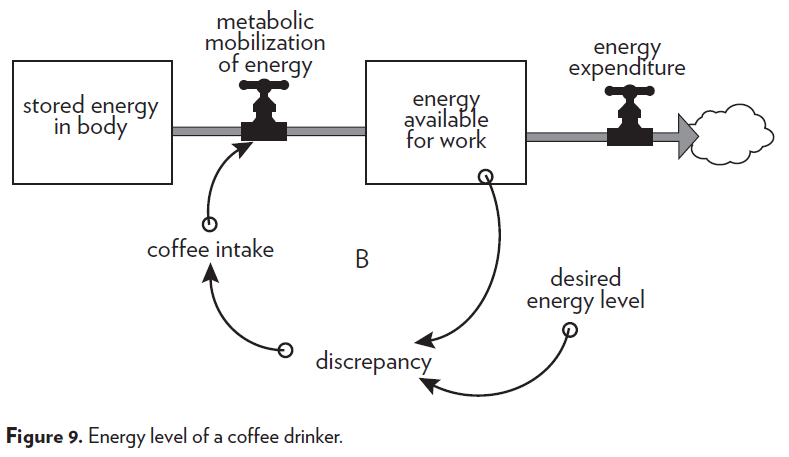 metabolic
mobilization
of energy
energy
expenditure
stored energy
in body
energy
available
for work
coffee intake
B
desired
energy level
discrepancy
Figure 9. Energy level of a coffee drinker.